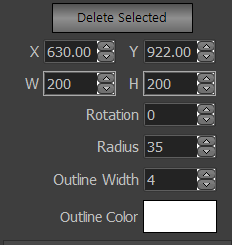 Delete Selected
X 630.00 Y 922.00
W 200 H 200
Rotation 0
Radius 35
Outline Width 4
Outline Color